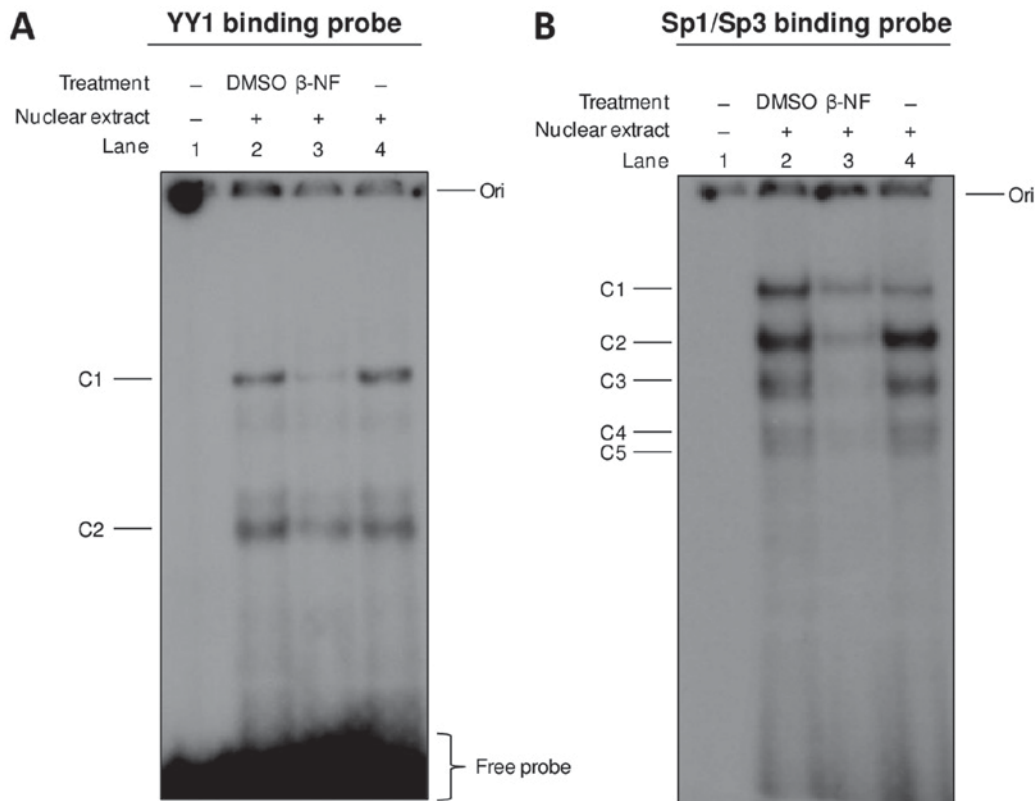 A
YY1 binding probe
Treatment – DMSO β-NF –
Nuclear extract – + + +
Lane 1 2 3 4
Ori
C1
C2
Free probe
B
Sp1/Sp3 binding probe
Treatment – DMSO β-NF –
Nuclear extract – + + +
Lane 1 2 3 4
Ori
C1
C2
C3
C4
C5